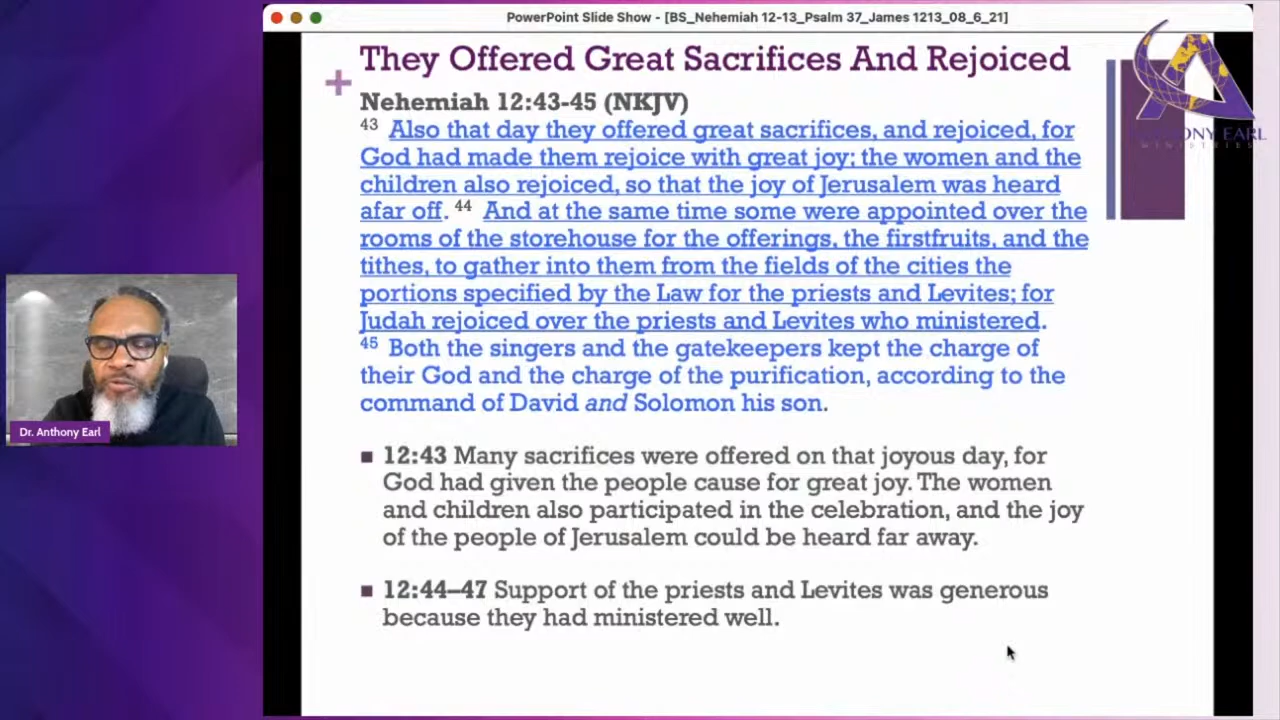 PowerPoint Slide Show - [BS_Nehemiah 12-13_Psalm 37_James 1213_08_6_21]
They Offered Great Sacrifices And Rejoiced
+
Nehemiah 12:43-45 (NKJV)
43 Also that day they offered great sacrifices, and rejoiced, for
God had made them rejoice with great joy; the women and the
children also rejoiced, so that the joy of Jerusalem was heard
afar off. 44 And at the same time some were appointed over the
rooms of the storehouse for the offerings, the firstfruits, and the
tithes, to gather into them from the fields of the cities the
portions specified by the Law for the priests and Levites; for
Judah rejoiced over the priests and Levites who ministered.
45 Both the singers and the gatekeepers kept the charge of
their God and the charge of the purification, according to the
command of David and Solomon his son.
■ 12:43 Many sacrifices were offered on that joyous day, for
God had given the people cause for great joy. The women
and children also participated in the celebration, and the joy
of the people of Jerusalem could be heard far away.
■ 12:44–47 Support of the priests and Levites was generous
because they had ministered well.
Dr. Anthony Earl
EARL
MINISTRIES